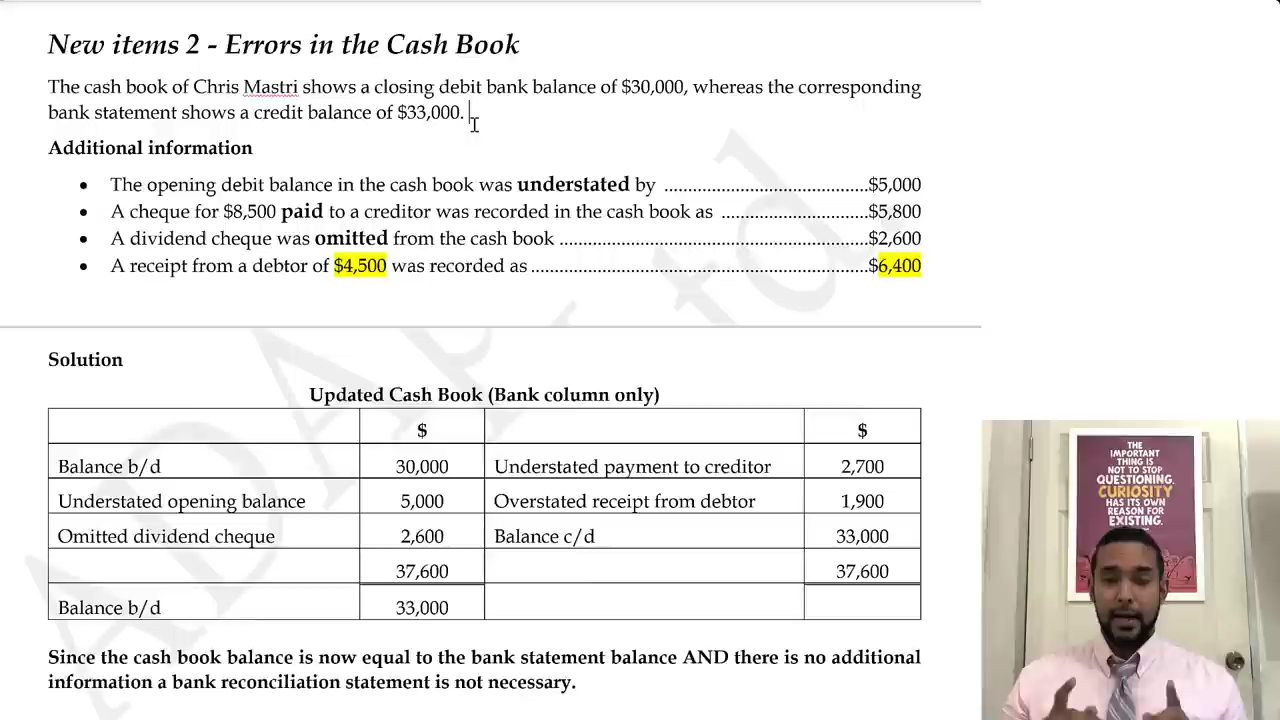 New items 2 - Errors in the Cash Book
The cash book of Chris Mastri shows a closing debit bank balance of $30,000, whereas the corresponding
bank statement shows a credit balance of $33,000.
Additional information
• The opening debit balance in the cash book was understated by ..........................................$5,000
• A cheque for $8,500 paid to a creditor was recorded in the cash book as ..............................$5,800
• A dividend cheque was omitted from the cash book ...............................................................$2,600
• A receipt from a debtor of $4,500 was recorded as .....................................................................$6,400
Solution
Updated Cash Book (Bank column only)
$ $
Balance b/d 30,000 Understated payment to creditor 2,700
Understated opening balance 5,000 Overstated receipt from debtor 1,900
Omitted dividend cheque 2,600 Balance c/d 33,000
37,600 37,600
Balance b/d 33,000
Since the cash book balance is now equal to the bank statement balance AND there is no additional
information a bank reconciliation statement is not necessary.
THE
IMPORTANT
THING IS
NOT TO STOP
QUESTIONING.
CURIOSITY
HAS ITS OWN
REASON FOR
EXISTING.